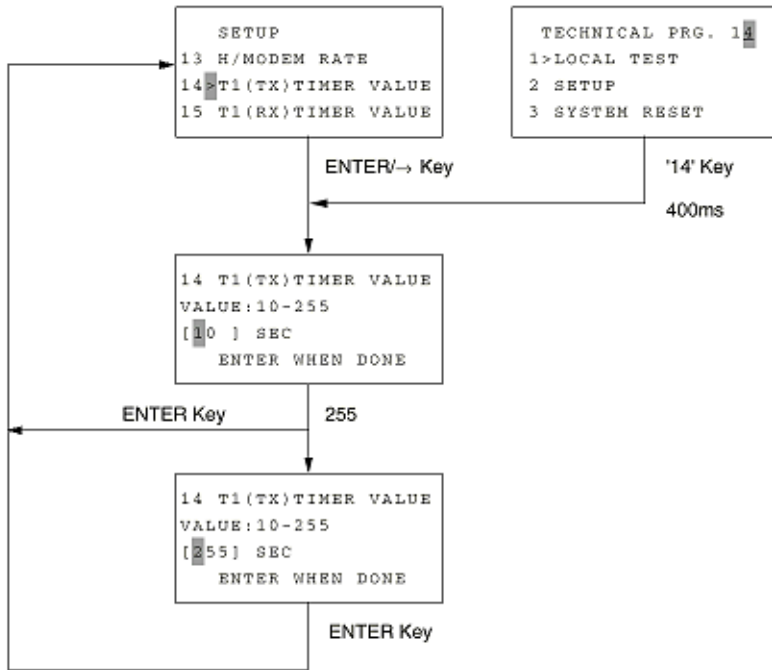 SETUP
13 H/MODEM RATE
14>T1(TX)TIMER VALUE
15 T1(RX)TIMER VALUE
TECHNICAL PRG. 14
1>LOCAL TEST
2 SETUP
3 SYSTEM RESET
ENTER/→ Key
'14' Key
400ms
14 T1(TX)TIMER VALUE
VALUE:10-255
[10 ] SEC
ENTER WHEN DONE
ENTER Key
255
14 T1(TX)TIMER VALUE
VALUE:10-255
[255] SEC
ENTER WHEN DONE
ENTER Key